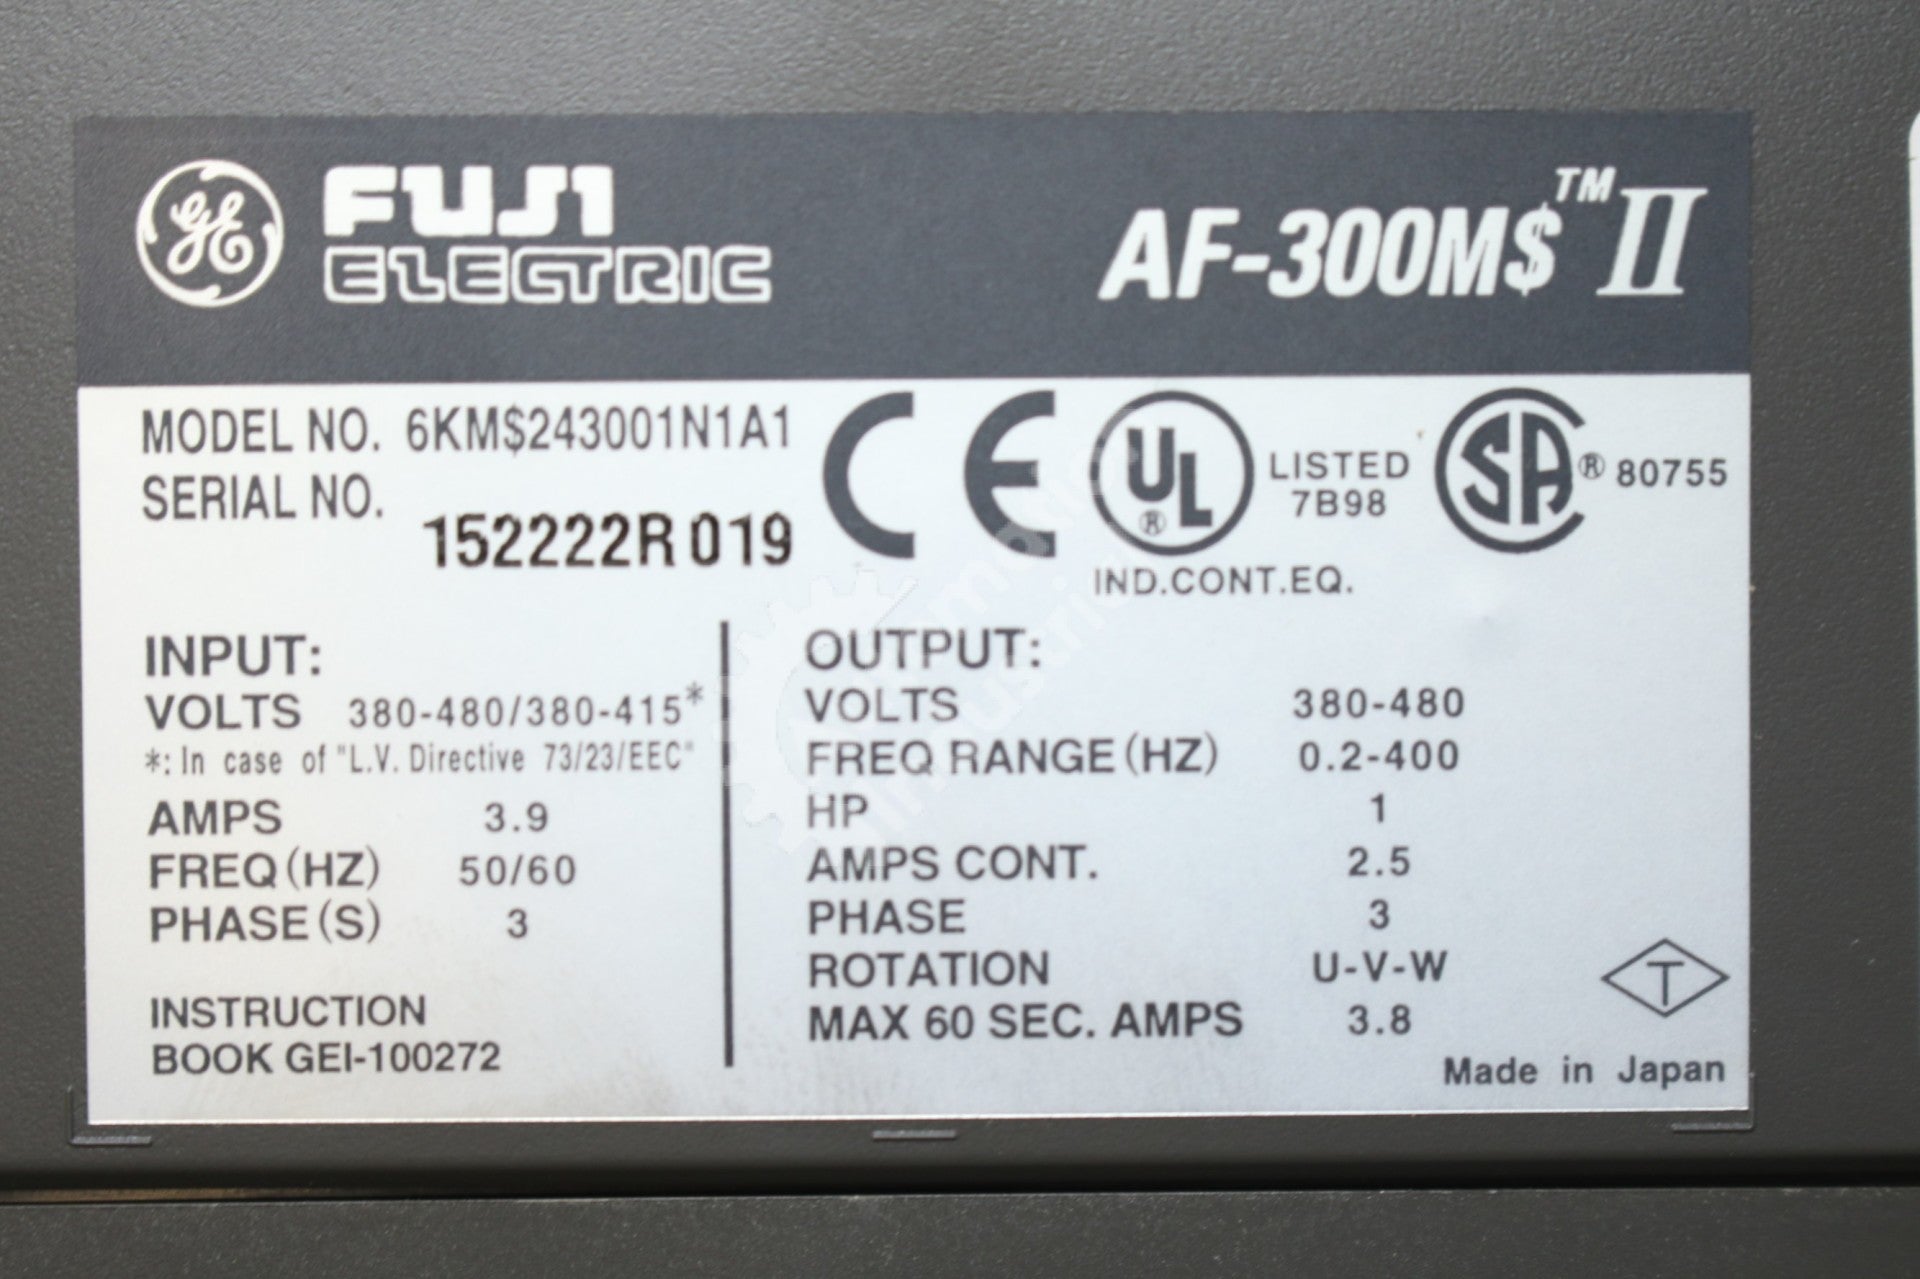 GE FUJI ELECTRIC AF-300M$™ II
MODEL NO. 6KM$243001N1A1
SERIAL NO. 152222R 019
CE
UL® LISTED 7B98
IND.CONT.EQ.
SA® 80755
INPUT:
VOLTS 380-480/380-415*
*: In case of "L.V. Directive 73/23/EEC"
AMPS 3.9
FREQ(HZ) 50/60
PHASE(S) 3
INSTRUCTION
BOOK GEI-100272
OUTPUT:
VOLTS 380-480
FREQ RANGE(HZ) 0.2-400
HP 1
AMPS CONT. 2.5
PHASE 3
ROTATION U-V-W
MAX 60 SEC. AMPS 3.8
T
Made in Japan